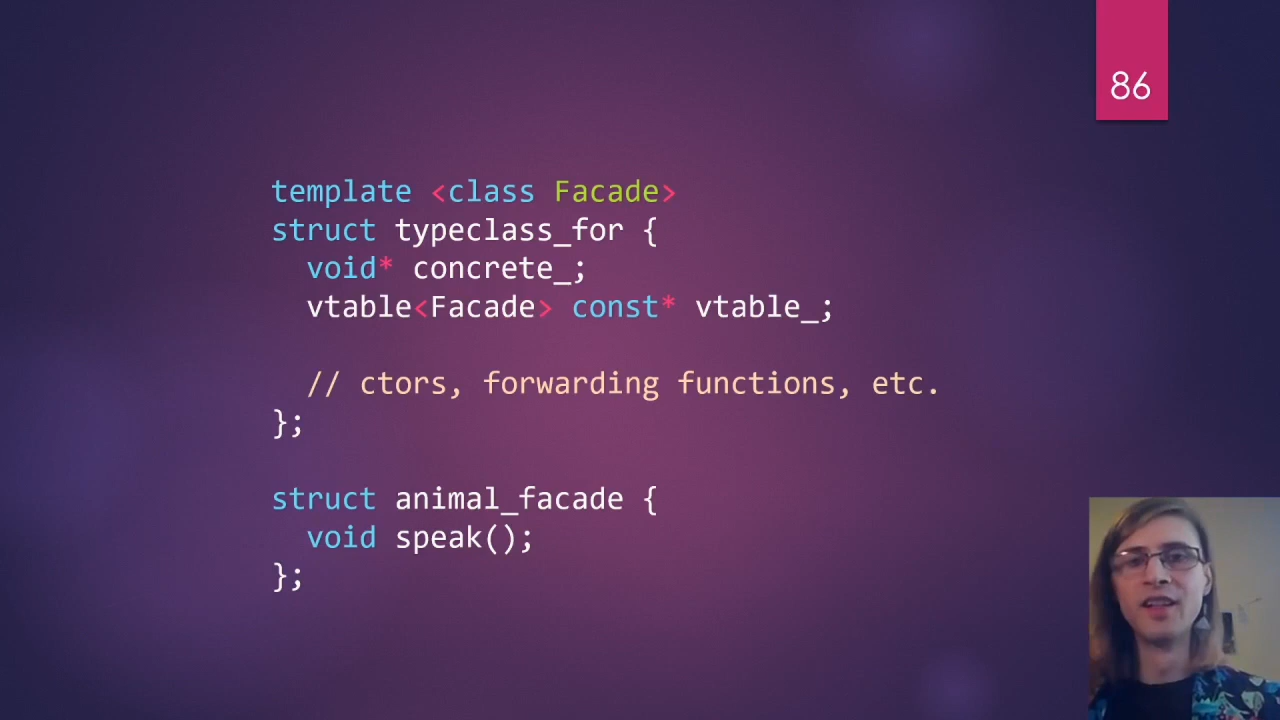 86
template <class Facade>
struct typeclass_for {
  void* concrete_;
  vtable<Facade> const* vtable_;

  // ctors, forwarding functions, etc.
};

struct animal_facade {
  void speak();
};